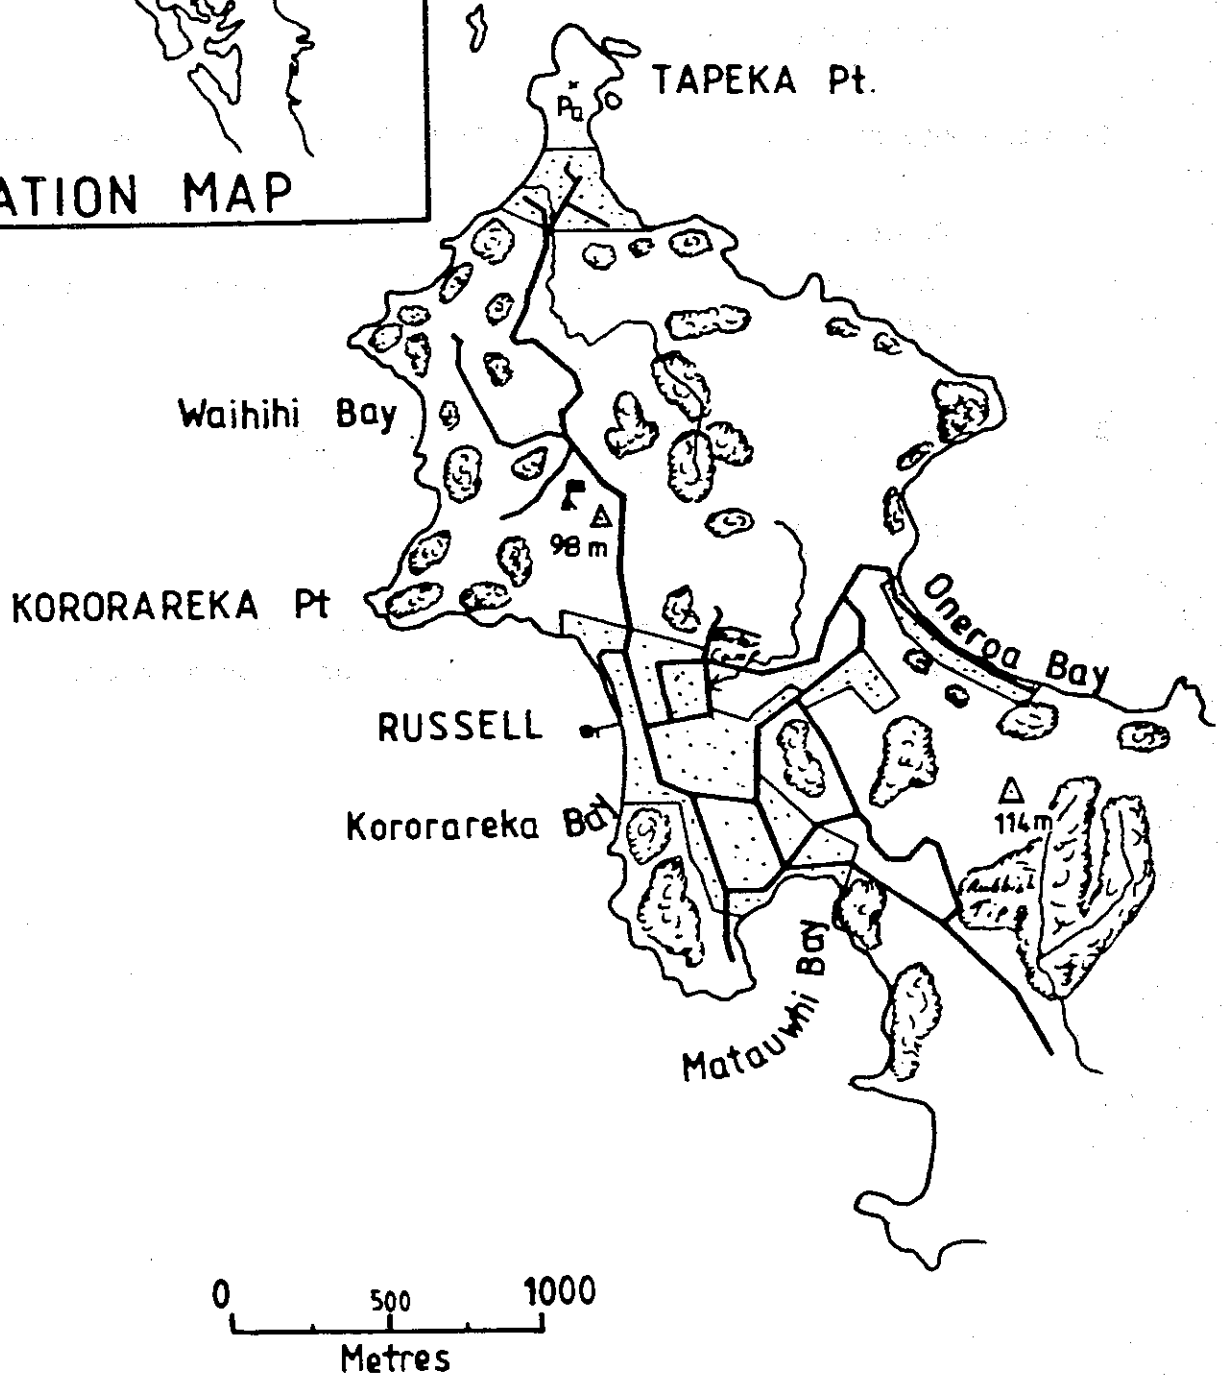 ATION MAP
TAPEKA Pt.
Pa
Waihihi Bay
98 m
KORORAREKA Pt
Oneroa Bay
RUSSELL
Kororareka Bay
114m
Rubbish
Tip
Matauwhi Bay
0 500 1000
Metres